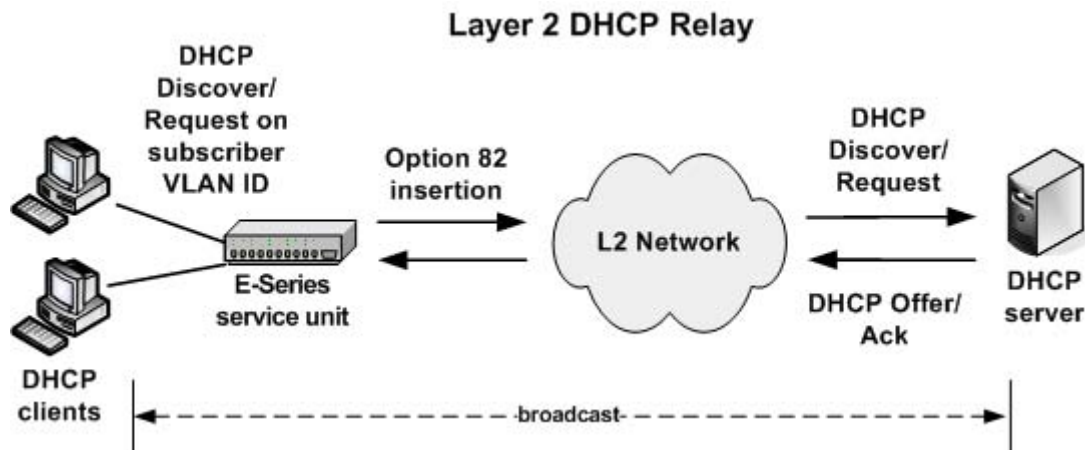 Layer 2 DHCP Relay
DHCP
Discover/
Request on
subscriber
VLAN ID
Option 82
insertion
DHCP
Discover/
Request
L2 Network
E-Series
service unit
DHCP Offer/
Ack
DHCP
server
DHCP
clients
broadcast